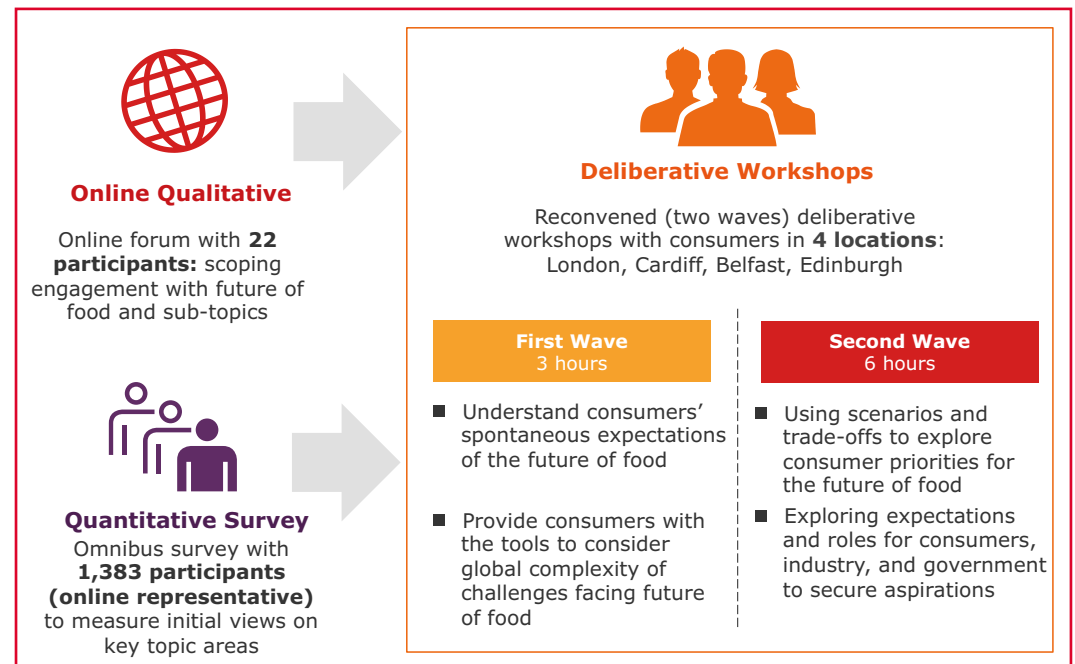 Online Qualitative
Online forum with 22
participants: scoping
engagement with future of
food and sub-topics
Quantitative Survey
Omnibus survey with
1,383 participants
(online representative)
to measure initial views on
key topic areas
Deliberative Workshops
Reconvened (two waves) deliberative
workshops with consumers in 4 locations:
London, Cardiff, Belfast, Edinburgh
First Wave
3 hours
■ Understand consumers’
spontaneous expectations
of the future of food
■ Provide consumers with
the tools to consider
global complexity of
challenges facing future
of food
Second Wave
6 hours
■ Using scenarios and
trade-offs to explore
consumer priorities for
the future of food
■ Exploring expectations
and roles for consumers,
industry, and government
to secure aspirations